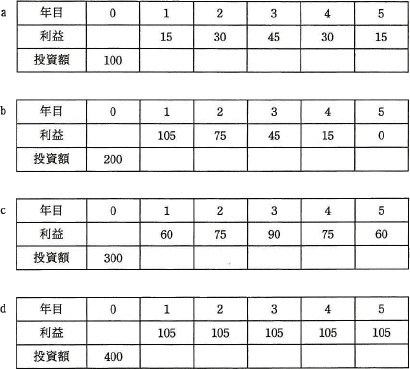 a 年目 0 1 2 3 4 5
利益 15 30 45 30 15
投資額 100
b 年目 0 1 2 3 4 5
利益 105 75 45 15 0
投資額 200
c 年目 0 1 2 3 4 5
利益 60 75 90 75 60
投資額 300
d 年目 0 1 2 3 4 5
利益 105 105 105 105 105
投資額 400